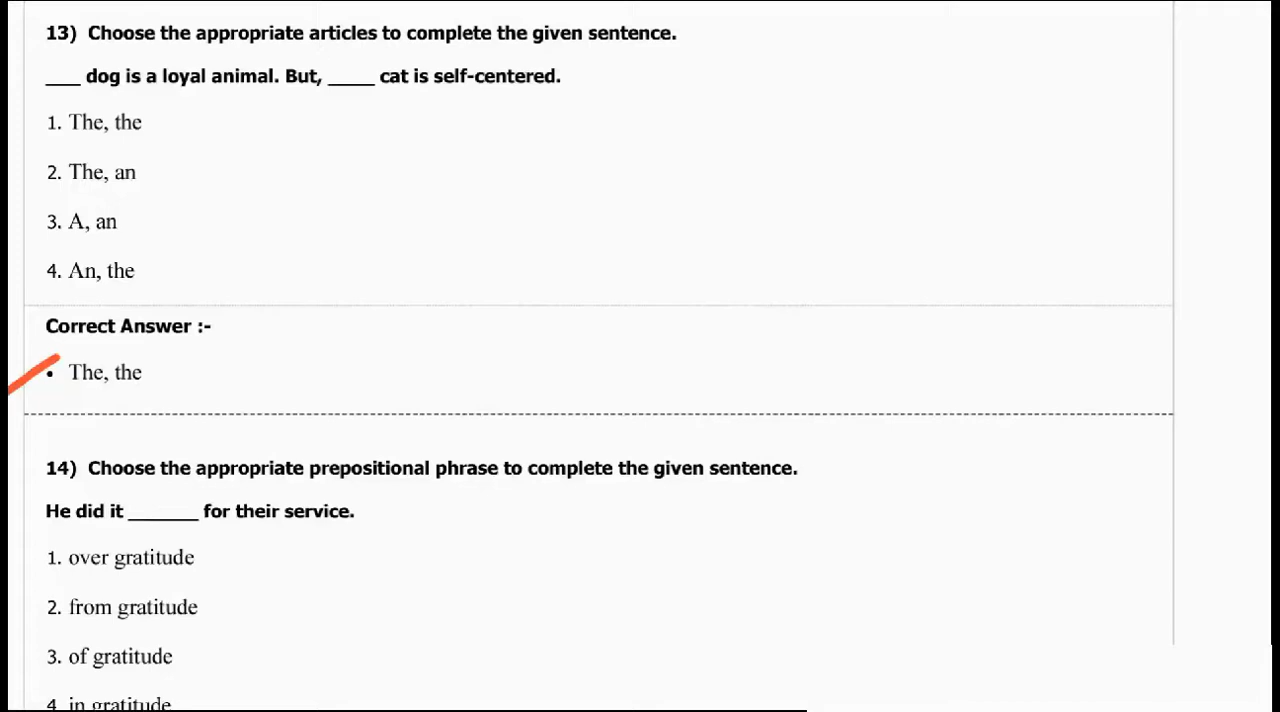 13) Choose the appropriate articles to complete the given sentence.
___ dog is a loyal animal. But, ____ cat is self-centered.
1. The, the
2. The, an
3. A, an
4. An, the
Correct Answer :-
• The, the
14) Choose the appropriate prepositional phrase to complete the given sentence.
He did it ______ for their service.
1. over gratitude
2. from gratitude
3. of gratitude
4. in gratitude